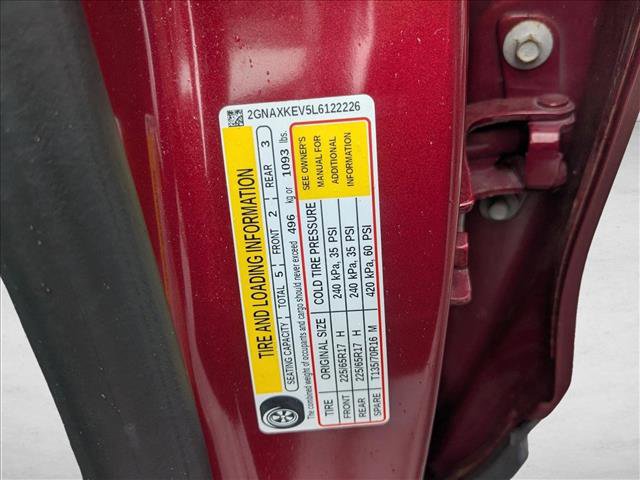 2GNAXKEV5L6122226
TIRE AND LOADING INFORMATION
SEATING CAPACITY TOTAL 5 FRONT 2 REAR 3
The combined weight of occupants and cargo should never exceed 496 kg or 1093 lbs.
TIRE ORIGINAL SIZE COLD TIRE PRESSURE
FRONT 225/65R17 H 240 kPa, 35 PSI
REAR 225/65R17 H 240 kPa, 35 PSI
SPARE T135/70R16 M 420 kPa, 60 PSI
SEE OWNER'S
MANUAL FOR
ADDITIONAL
INFORMATION